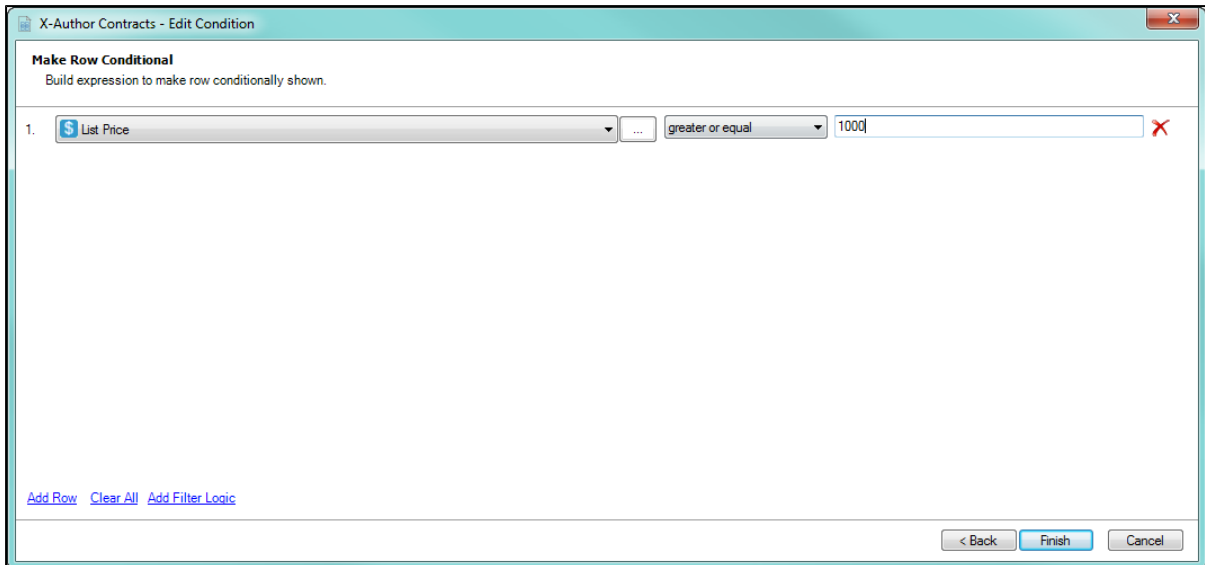 X-Author Contracts - Edit Condition
Make Row Conditional
Build expression to make row conditionally shown.
1. $ List Price ... greater or equal 1000
Add Row Clear All Add Filter Logic
< Back Finish Cancel